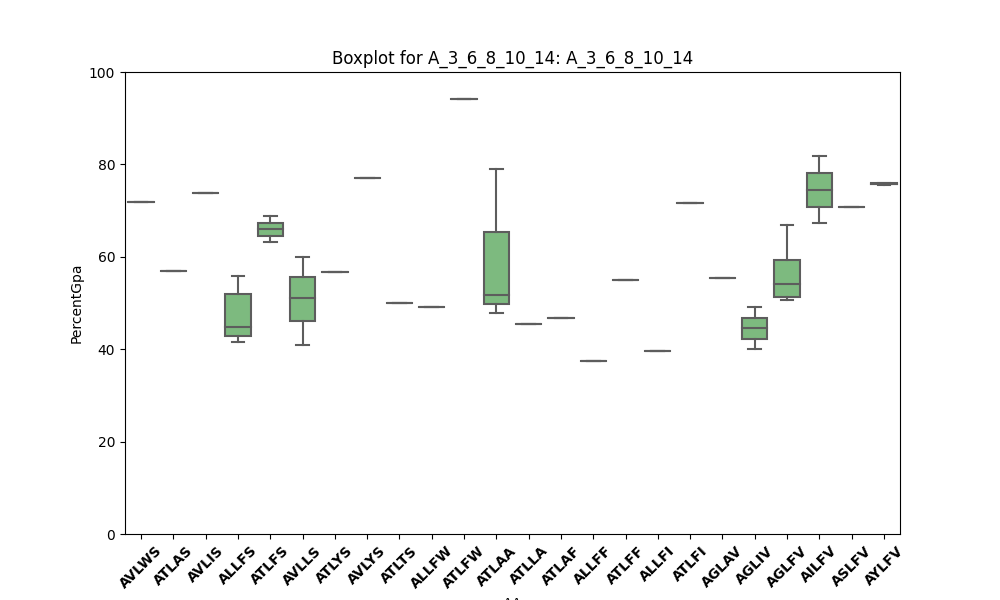 Boxplot for A_3_6_8_10_14: A_3_6_8_10_14
100
80
60
40
20
0
PercentGpa
AVLWS
ATLAS
AVLIS
ALLFS
ATLFS
AVLLS
ATLYS
AVLYS
ATLTS
ALLFW
ATLFW
ATLAA
ATLLA
ATLAF
ALLFF
ATLFF
ALLFI
ATLFI
AGLAV
AGLIV
AGLFV
AILFV
ASLFV
AYLFV